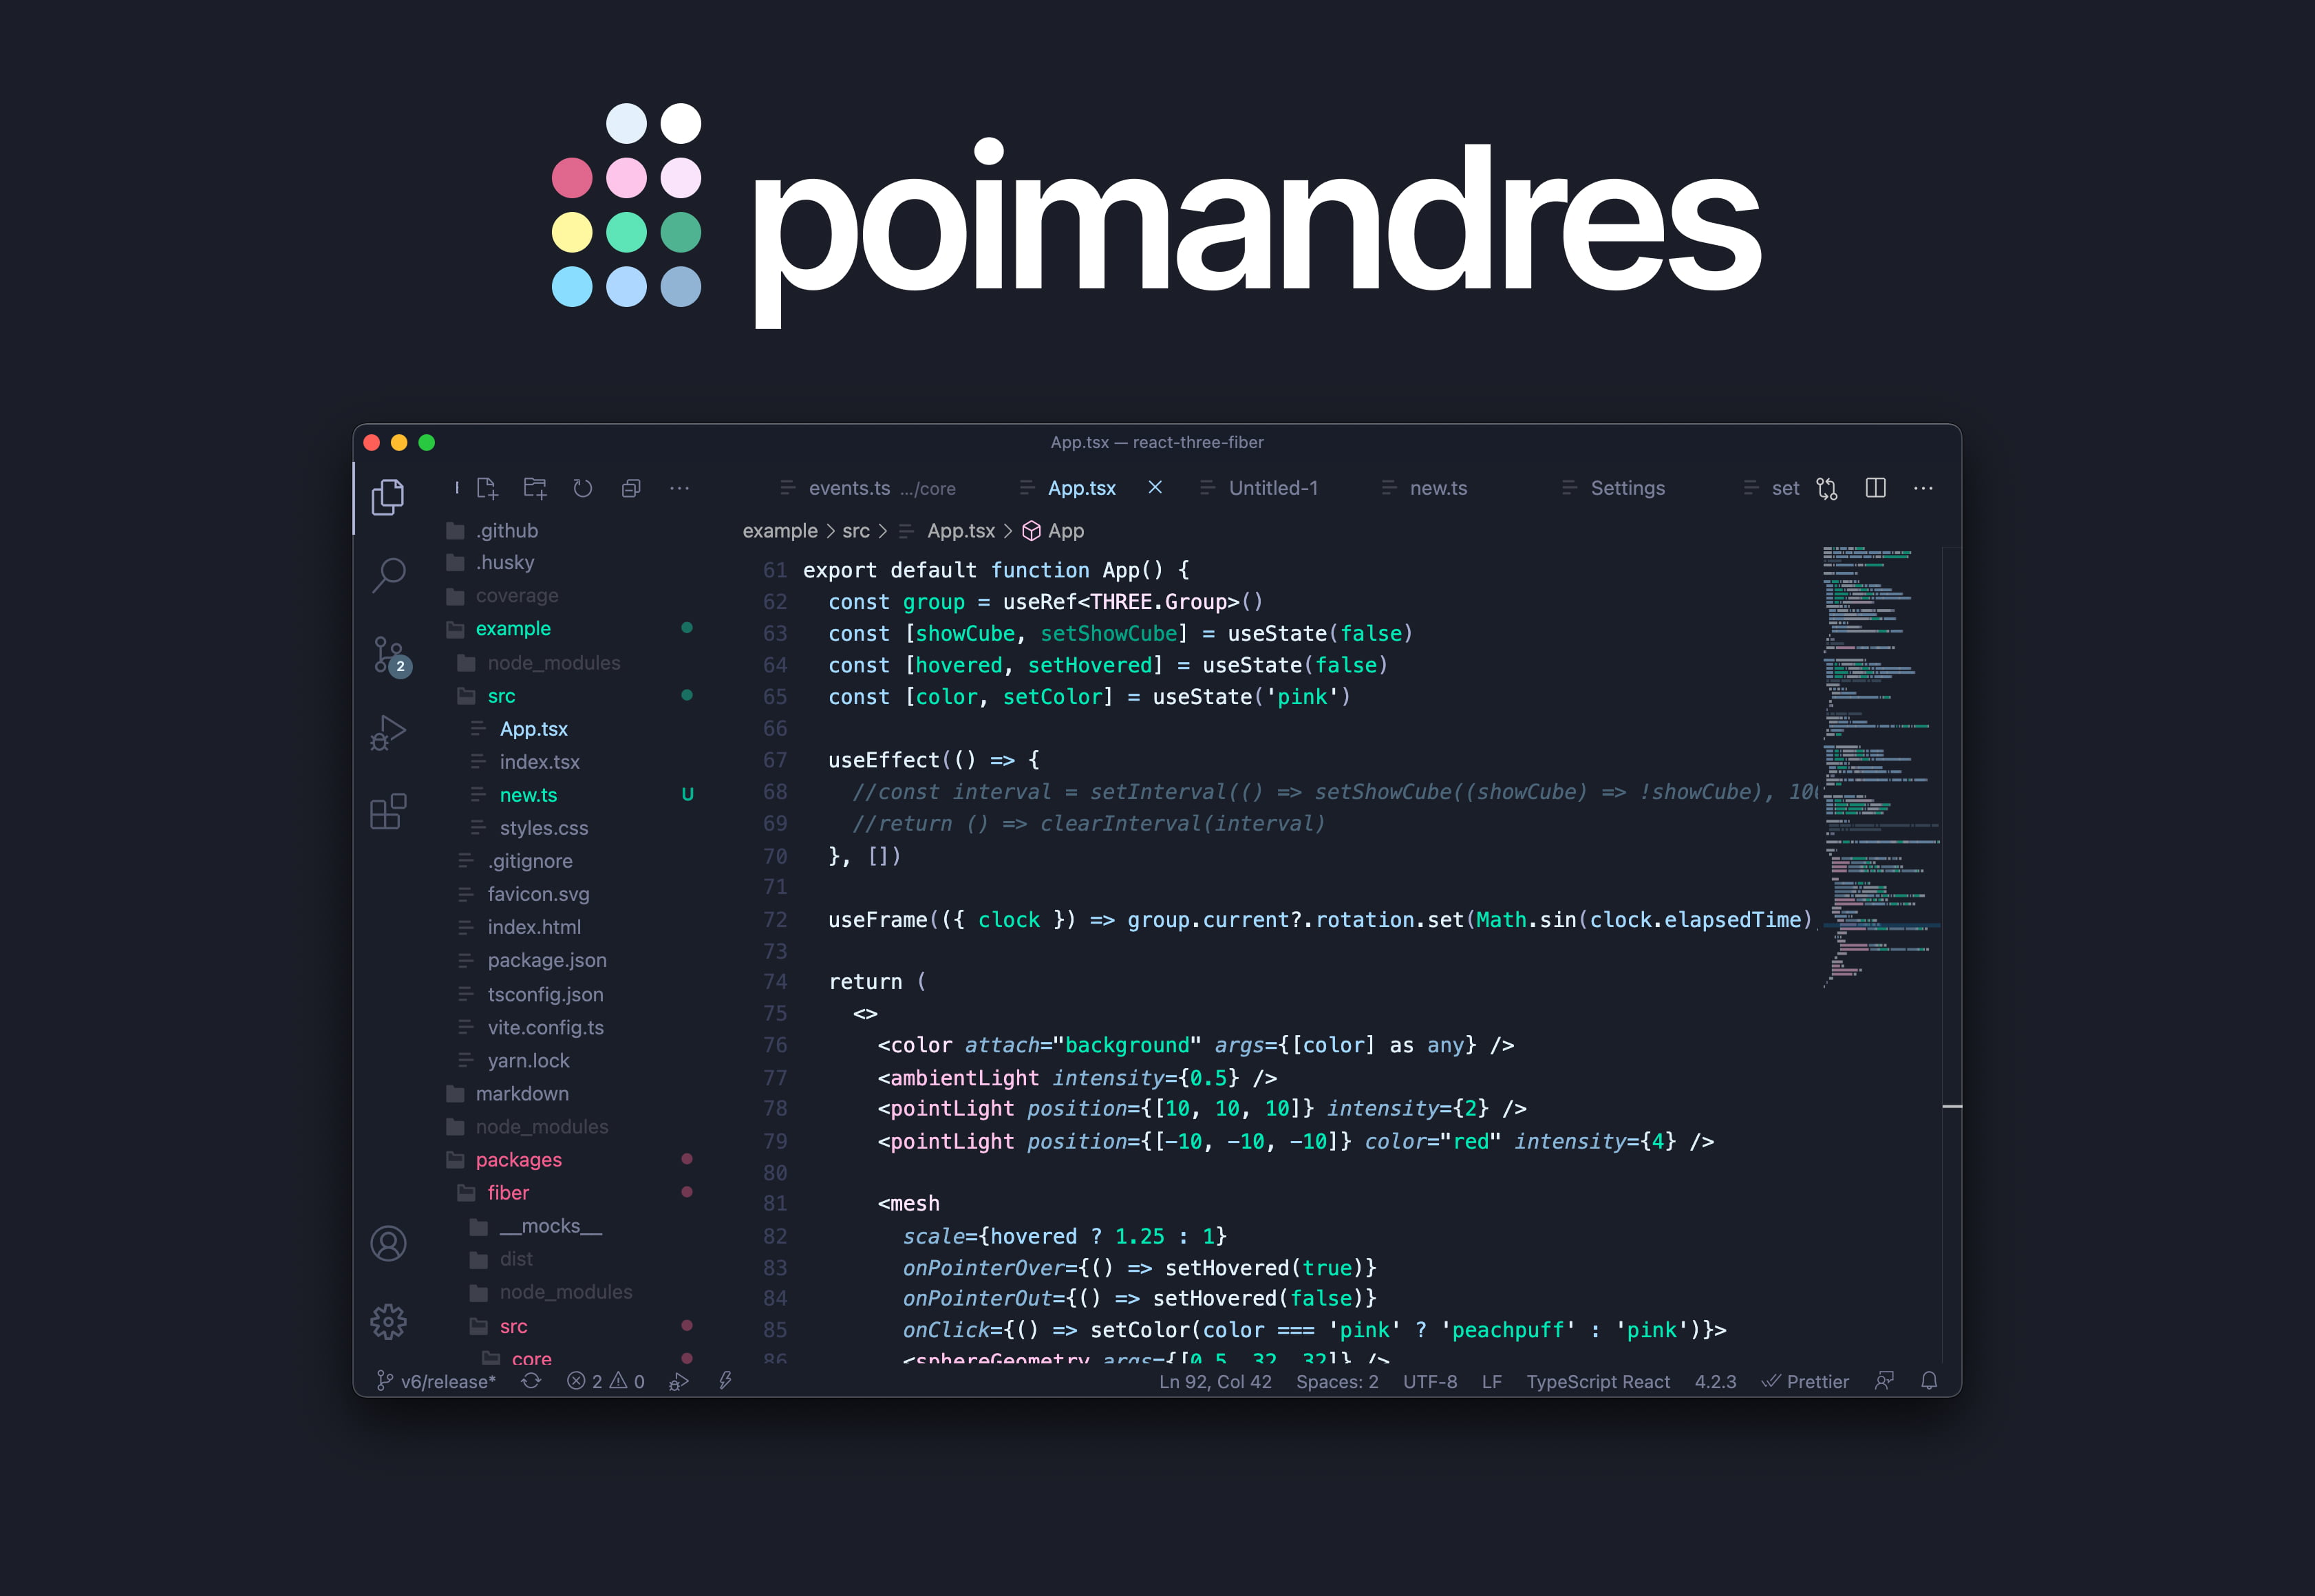 poimandres
App.tsx — react-three-fiber
events.ts .../core App.tsx Untitled-1 new.ts Settings set
example > src > App.tsx > App
.github
.husky
coverage
example
node_modules
src
App.tsx
index.tsx
new.ts U
styles.css
.gitignore
favicon.svg
index.html
package.json
tsconfig.json
vite.config.ts
yarn.lock
markdown
node_modules
packages
fiber
__mocks__
dist
node_modules
src
core
2
61 export default function App() {
62 const group = useRef<THREE.Group>()
63 const [showCube, setShowCube] = useState(false)
64 const [hovered, setHovered] = useState(false)
65 const [color, setColor] = useState('pink')
66
67 useEffect(() => {
68 //const interval = setInterval(() => setShowCube((showCube) => !showCube), 10
69 //return () => clearInterval(interval)
70 }, [])
71
72 useFrame(({ clock }) => group.current?.rotation.set(Math.sin(clock.elapsedTime),
73
74 return (
75 <>
76 <color attach="background" args={[color] as any} />
77 <ambientLight intensity={0.5} />
78 <pointLight position={[10, 10, 10]} intensity={2} />
79 <pointLight position={[-10, -10, -10]} color="red" intensity={4} />
80
81 <mesh
82 scale={hovered ? 1.25 : 1}
83 onPointerOver={() => setHovered(true)}
84 onPointerOut={() => setHovered(false)}
85 onClick={() => setColor(color === 'pink' ? 'peachpuff' : 'pink')}>
86 <sphereGeometry args={[0.5, 32, 32]} />
v6/release* 2 0 Ln 92, Col 42 Spaces: 2 UTF-8 LF TypeScript React 4.2.3 Prettier